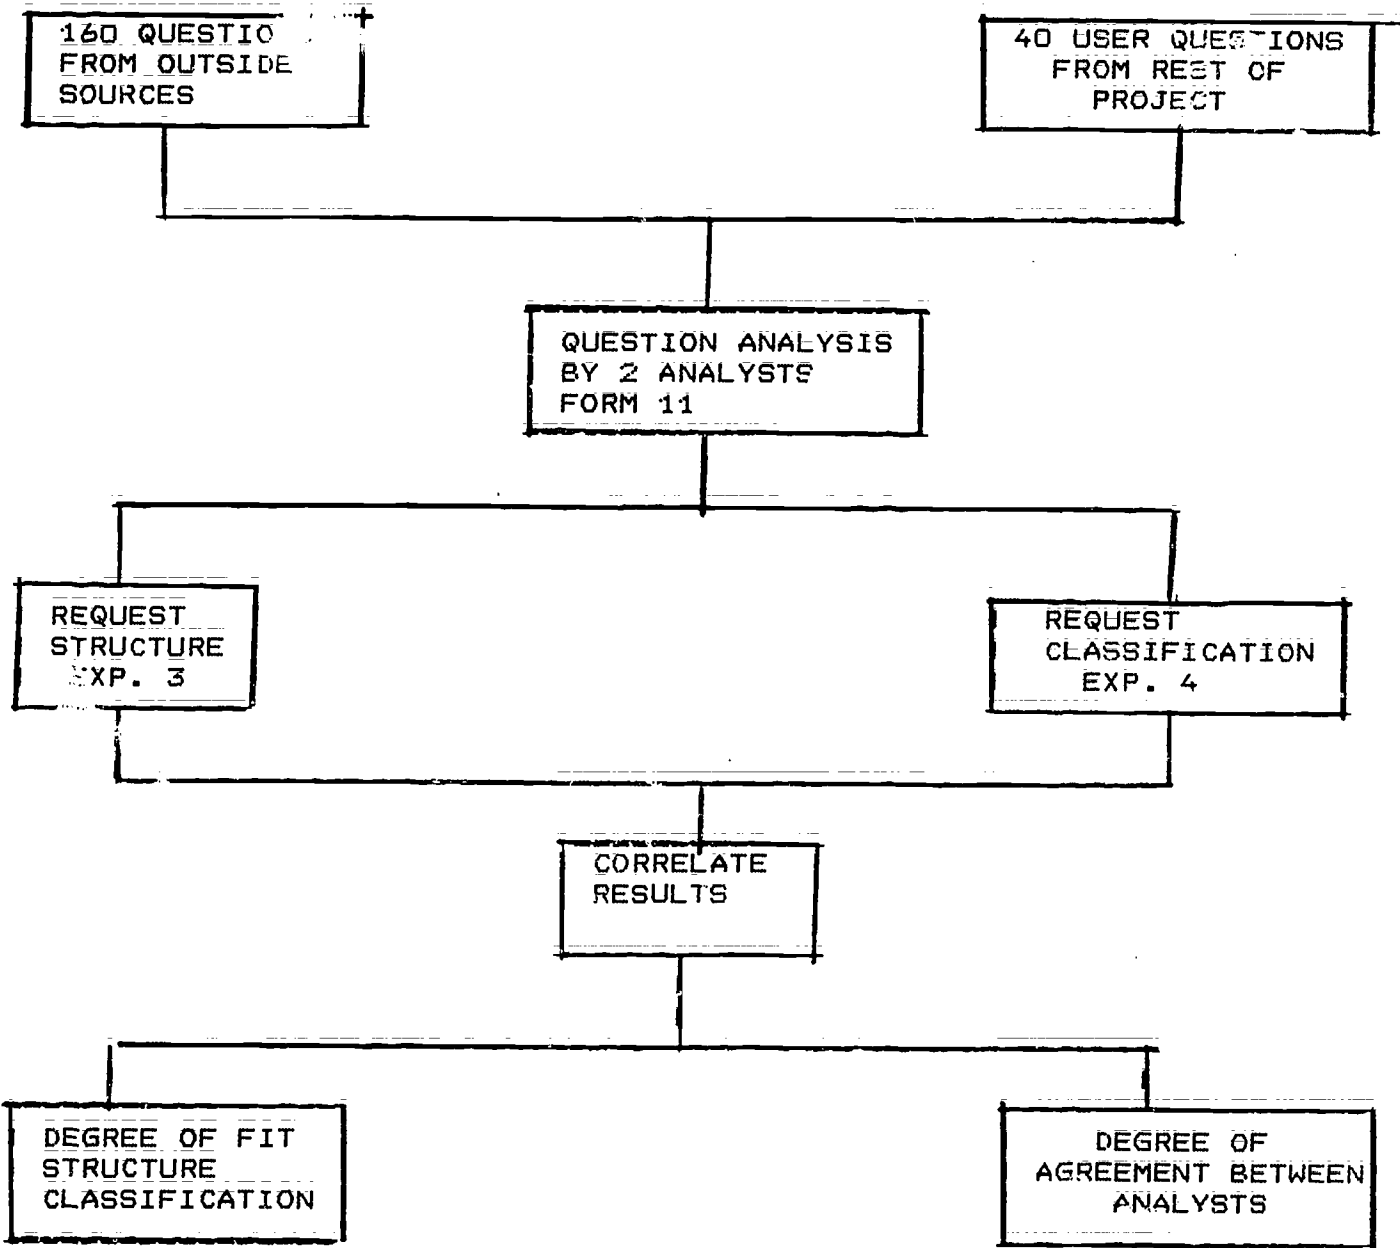 160 QUESTIO
FROM OUTSIDE
SOURCES
40 USER QUESTIONS
FROM REST OF
PROJECT
QUESTION ANALYSIS
BY 2 ANALYSTS
FORM 11
REQUEST
STRUCTURE
EXP. 3
REQUEST
CLASSIFICATION
EXP. 4
CORRELATE
RESULTS
DEGREE OF FIT
STRUCTURE
CLASSIFICATION
DEGREE OF
AGREEMENT BETWEEN
ANALYSTS